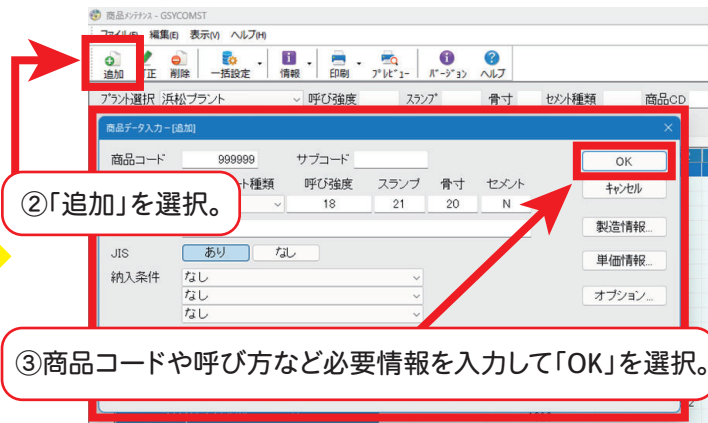 商品ﾒﾝﾃﾅﾝｽ - GSYCOMST
ファイル(F) 編集(E) 表示(V) ヘルプ(H)
追加 訂正 削除 一括設定 情報 印刷 ﾌﾟﾚﾋﾞｭｰ ﾊﾞｰｼﾞｮﾝ ヘルプ
ﾌﾟﾗﾝﾄ選択 浜松プラント 呼び強度 ｽﾗﾝﾌﾟ 骨寸 ｾﾒﾝﾄ種類 商品CD
商品データ入力 - [追加]
商品コード 999999 サブコード OK
ト種類 呼び強度 スランプ 骨寸 セメント ｷｬﾝｾﾙ
18 21 20 N
②「追加」を選択。
製造情報...
JIS あり なし 単価情報...
納入条件 なし
なし オプション...
なし
③商品コードや呼び方など必要情報を入力して「OK」を選択。